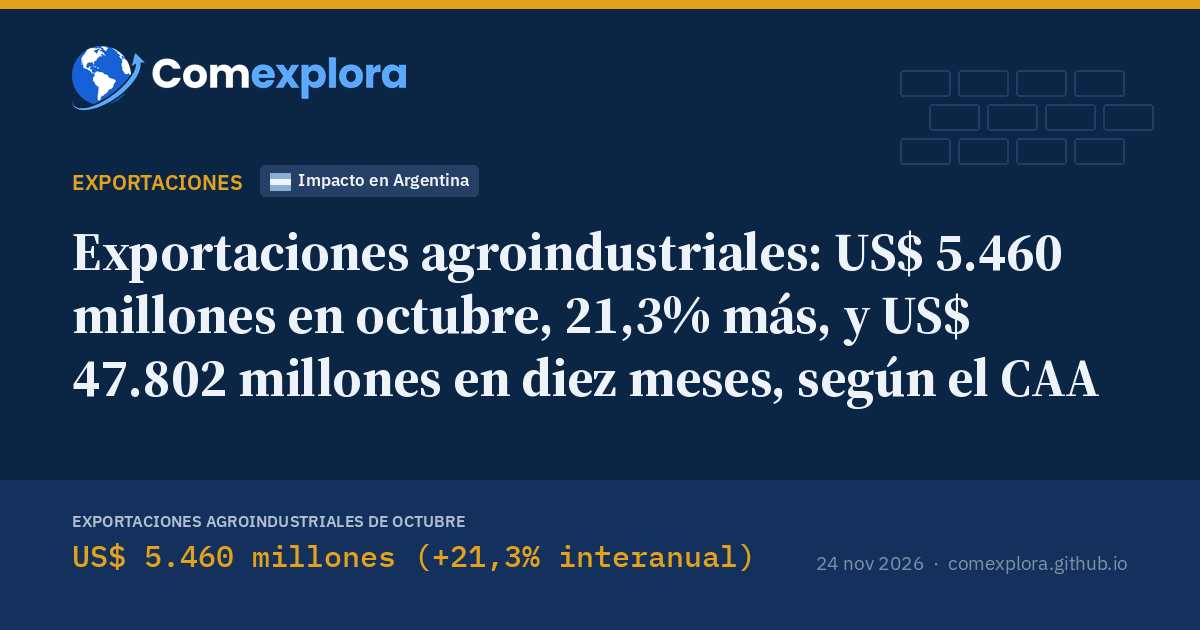 Comexplora
EXPORTACIONES
Impacto en Argentina
Exportaciones agroindustriales: US$ 5.460
millones en octubre, 21,3% más, y US$
47.802 millones en diez meses, según el CAA
EXPORTACIONES AGROINDUSTRIALES DE OCTUBRE
US$ 5.460 millones (+21,3% interanual)
24 nov 2026 · comexplora.github.io